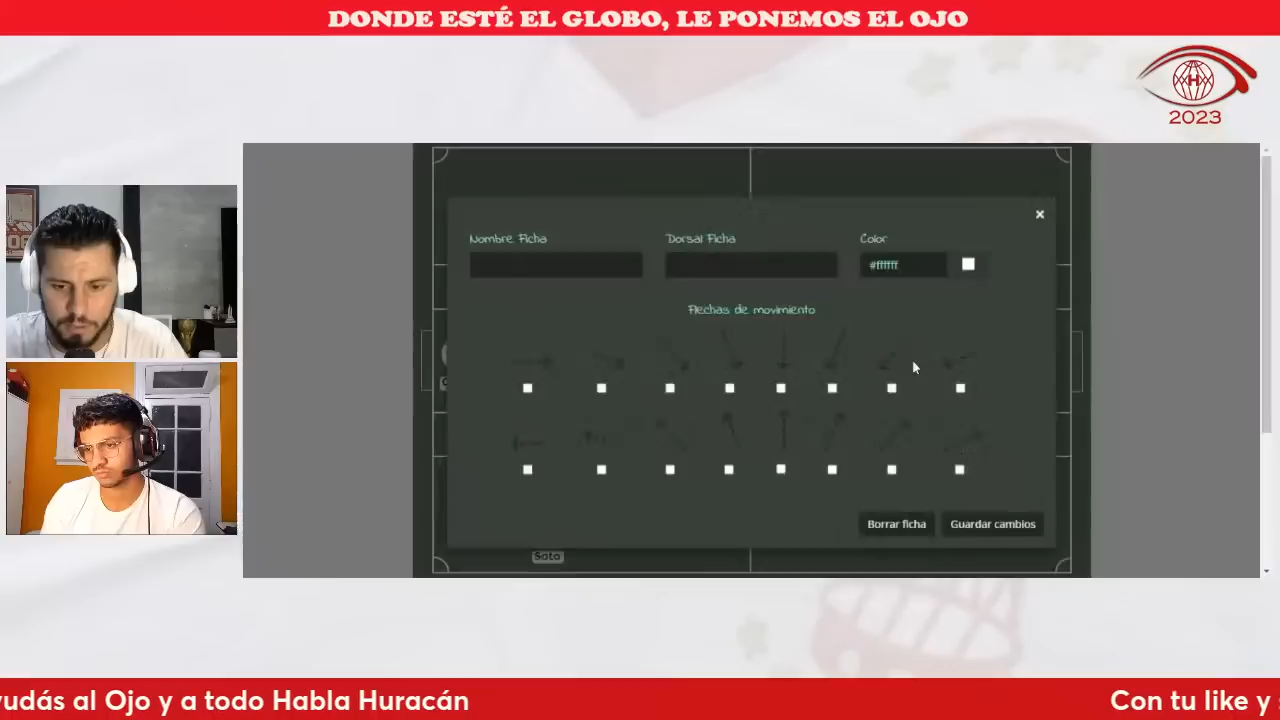 DONDE ESTÉ EL GLOBO, LE PONEMOS EL OJO
H
2023
Nombre Ficha
Dorsal Ficha
Color
#ffffff
Flechas de movimiento
Borrar ficha
Guardar cambios
Soto
yudás al Ojo y a todo Habla Huracán
Con tu like y